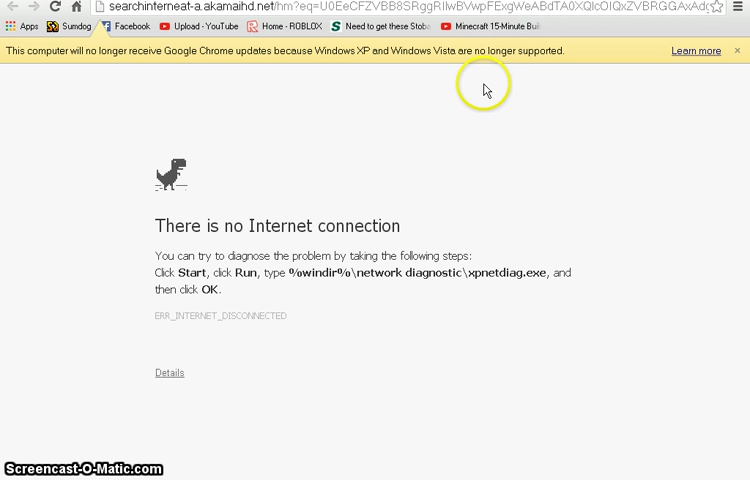 searchinterneat-a.akamaihd.net/hm?eq=
Apps Sumdog Facebook Upload - YouTube Home - ROBLOX Need to get these Stoba Minecraft 15-Minute Bui
This computer will no longer receive Google Chrome updates because Windows XP and Windows Vista are no longer supported. Learn more ×
There is no Internet connection
You can try to diagnose the problem by taking the following steps:
Click Start, click Run, type %windir%\network diagnostic\xpnetdiag.exe, and
then click OK.
ERR_INTERNET_DISCONNECTED
Details
Screencast-O-Matic.com